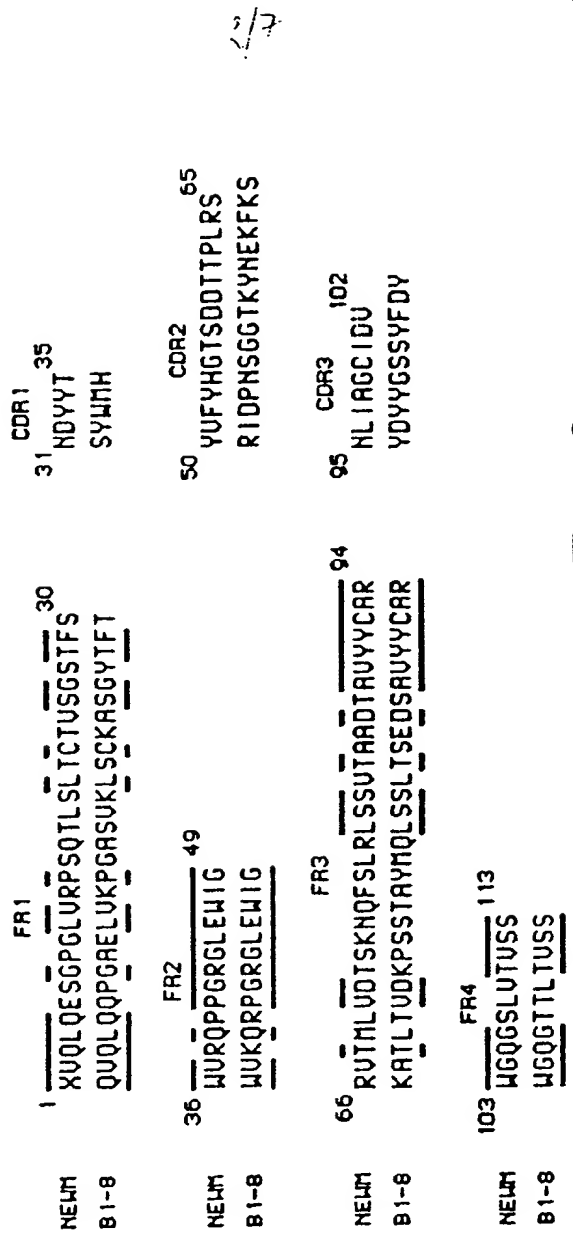 FR1 CDR1
1 30 31 35
NEWM XVQLQESGPGLVRPSQTLSLTCTVSGSTFS NDYYT
B1-8 QVQLQQPGAELVKPGASVKLSCKASGYTFT SYWMH
FR2 CDR2
36 49 50 65
NEWM WVRQPPGRGLEWIG YVFYHGTSDDTTPLRS
B1-8 WVKQRPGRGLEWIG RIDPNSGGTKYNEKFKS
FR3 CDR3
66 94 95 102
NEWM RVTMLVDTSKNQFSLRLSSVTAADTAVYYCAR NLIAGCIDV
B1-8 KATLTVDKPSSTAYMQLSSLTSEDSAVYYCAR YDYYGSSYFDY
FR4
103 113
NEWM WGQGSLVTVSS
B1-8 WGQGTTLTVSS